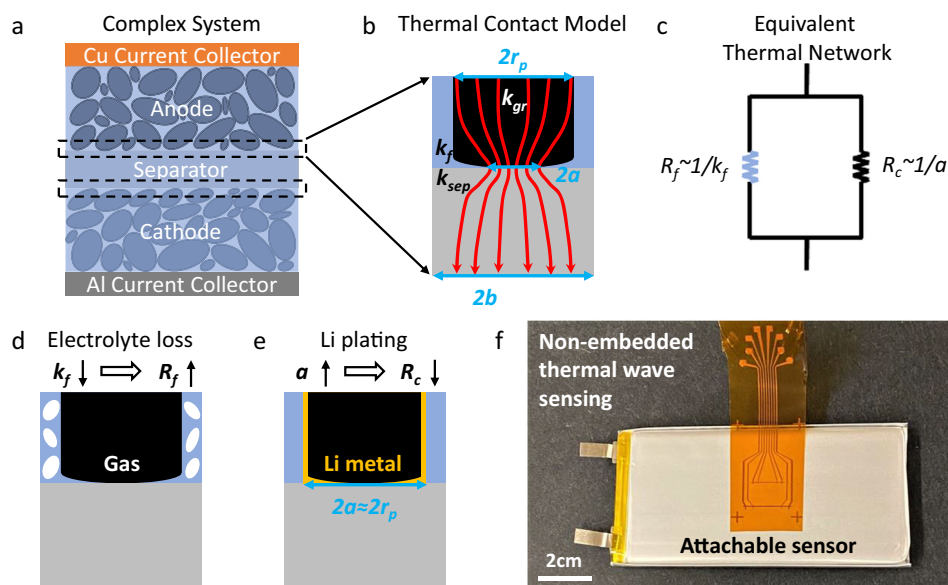 a
Complex System
Cu Current Collector
Anode
Separator
Cathode
Al Current Collector
b
Thermal Contact Model
2r_p
k_gr
k_f
k_sep
2a
2b
c
Equivalent
Thermal Network
R_f~1/k_f
R_c~1/a
d
Electrolyte loss
k_f ↓ ⇒ R_f ↑
Gas
e
Li plating
a ↑ ⇒ R_c ↓
Li metal
2a≈2r_p
f
Non-embedded
thermal wave
sensing
Attachable sensor
2cm